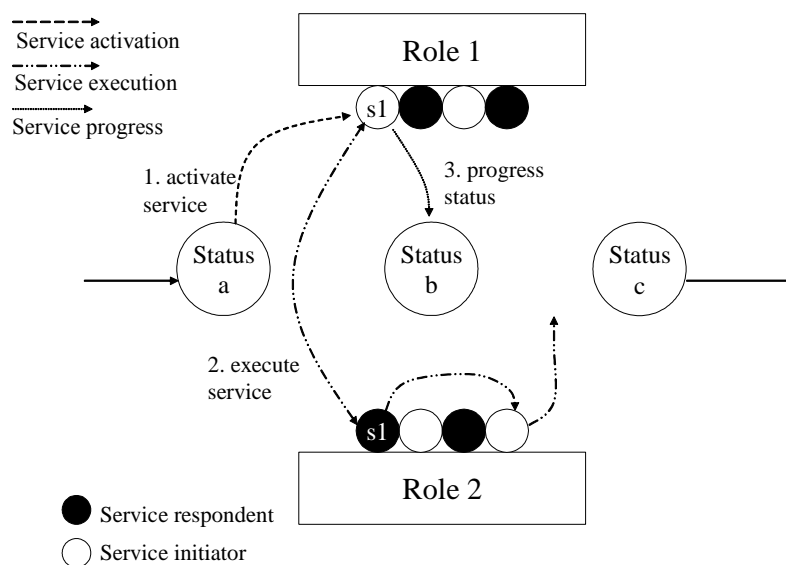 Service activation
Service execution
Service progress
Role 1
s1
1. activate
service
3. progress
status
Status
a
Status
b
Status
c
2. execute
service
s1
Role 2
Service respondent
Service initiator